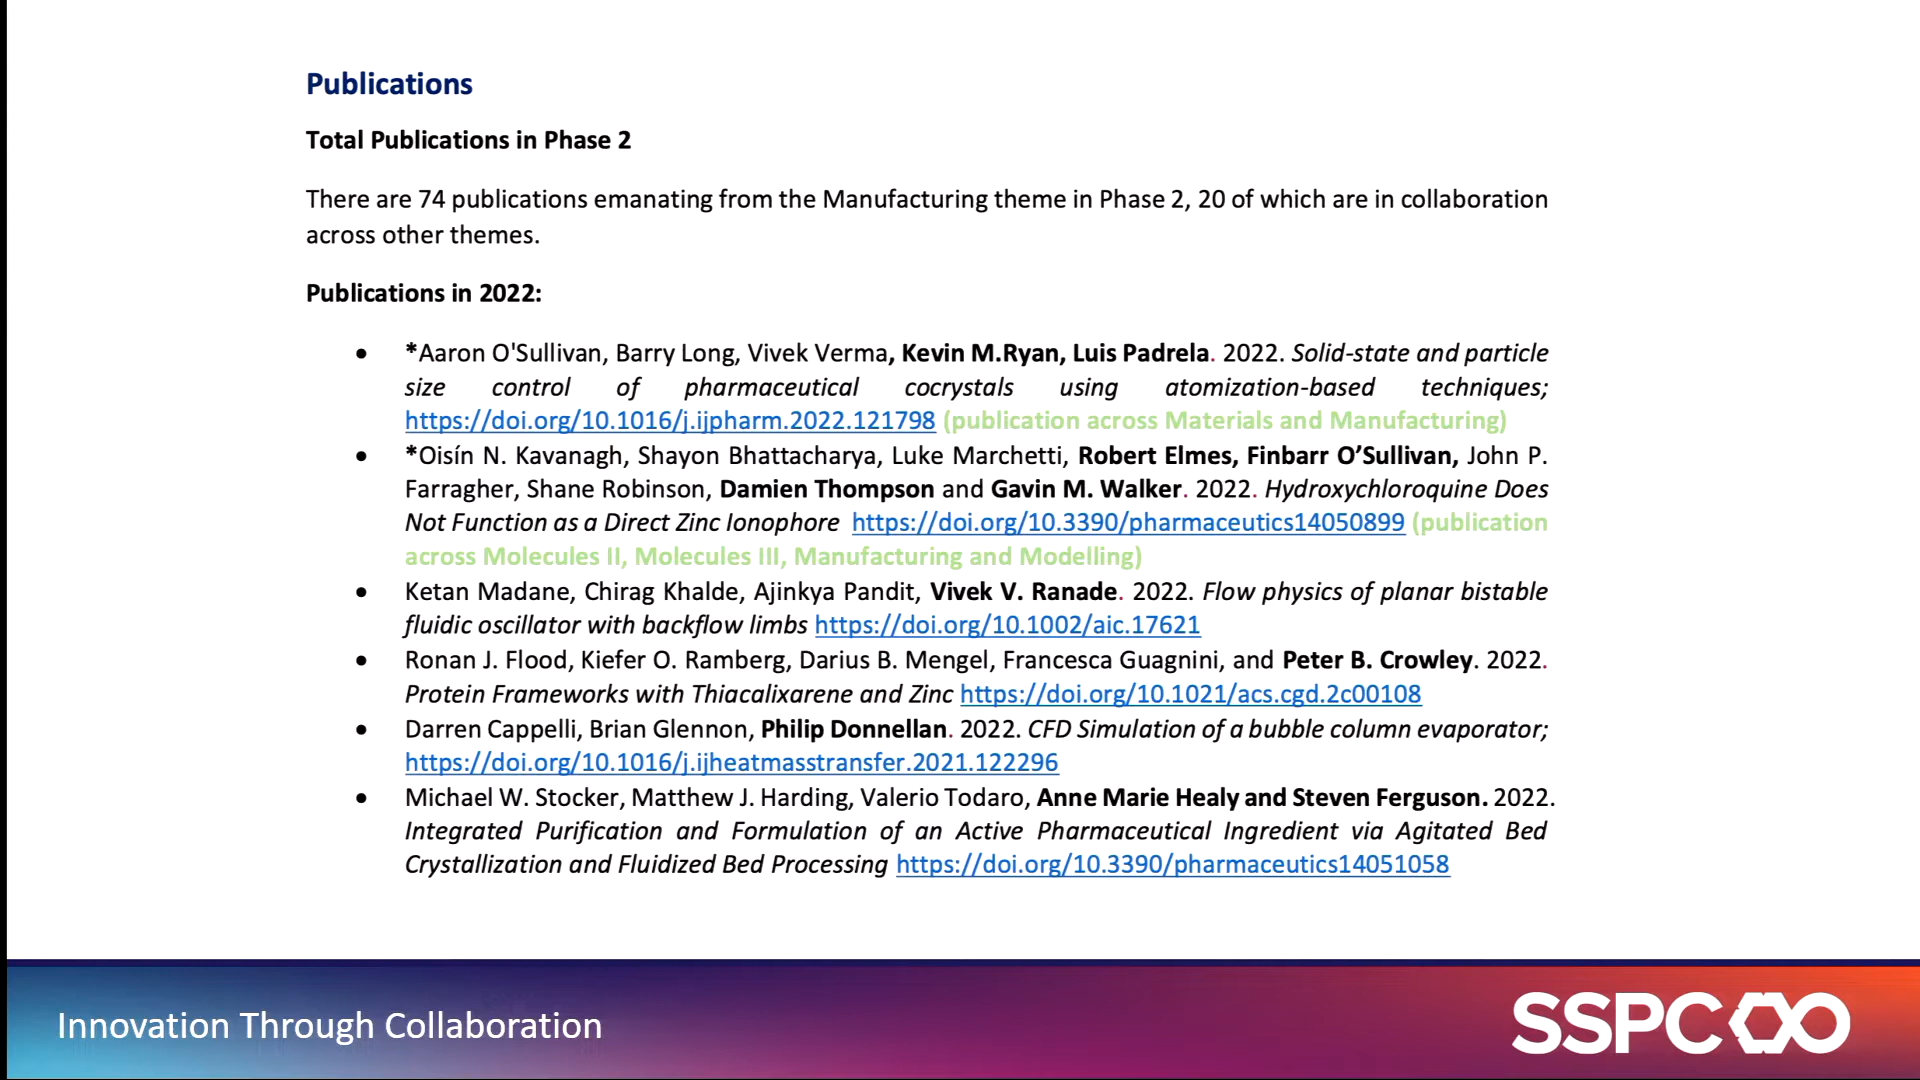 Publications
Total Publications in Phase 2
There are 74 publications emanating from the Manufacturing theme in Phase 2, 20 of which are in collaboration
across other themes.
Publications in 2022:
• *Aaron O'Sullivan, Barry Long, Vivek Verma, Kevin M.Ryan, Luis Padrela. 2022. Solid-state and particle
size control of pharmaceutical cocrystals using atomization-based techniques;
https://doi.org/10.1016/j.ijpharm.2022.121798 (publication across Materials and Manufacturing)
• *Oisín N. Kavanagh, Shayon Bhattacharya, Luke Marchetti, Robert Elmes, Finbarr O’Sullivan, John P.
Farragher, Shane Robinson, Damien Thompson and Gavin M. Walker. 2022. Hydroxychloroquine Does
Not Function as a Direct Zinc Ionophore https://doi.org/10.3390/pharmaceutics14050899 (publication
across Molecules II, Molecules III, Manufacturing and Modelling)
• Ketan Madane, Chirag Khalde, Ajinkya Pandit, Vivek V. Ranade. 2022. Flow physics of planar bistable
fluidic oscillator with backflow limbs https://doi.org/10.1002/aic.17621
• Ronan J. Flood, Kiefer O. Ramberg, Darius B. Mengel, Francesca Guagnini, and Peter B. Crowley. 2022.
Protein Frameworks with Thiacalixarene and Zinc https://doi.org/10.1021/acs.cgd.2c00108
• Darren Cappelli, Brian Glennon, Philip Donnellan. 2022. CFD Simulation of a bubble column evaporator;
https://doi.org/10.1016/j.ijheatmasstransfer.2021.122296
• Michael W. Stocker, Matthew J. Harding, Valerio Todaro, Anne Marie Healy and Steven Ferguson. 2022.
Integrated Purification and Formulation of an Active Pharmaceutical Ingredient via Agitated Bed
Crystallization and Fluidized Bed Processing https://doi.org/10.3390/pharmaceutics14051058
Innovation Through Collaboration
SSPC